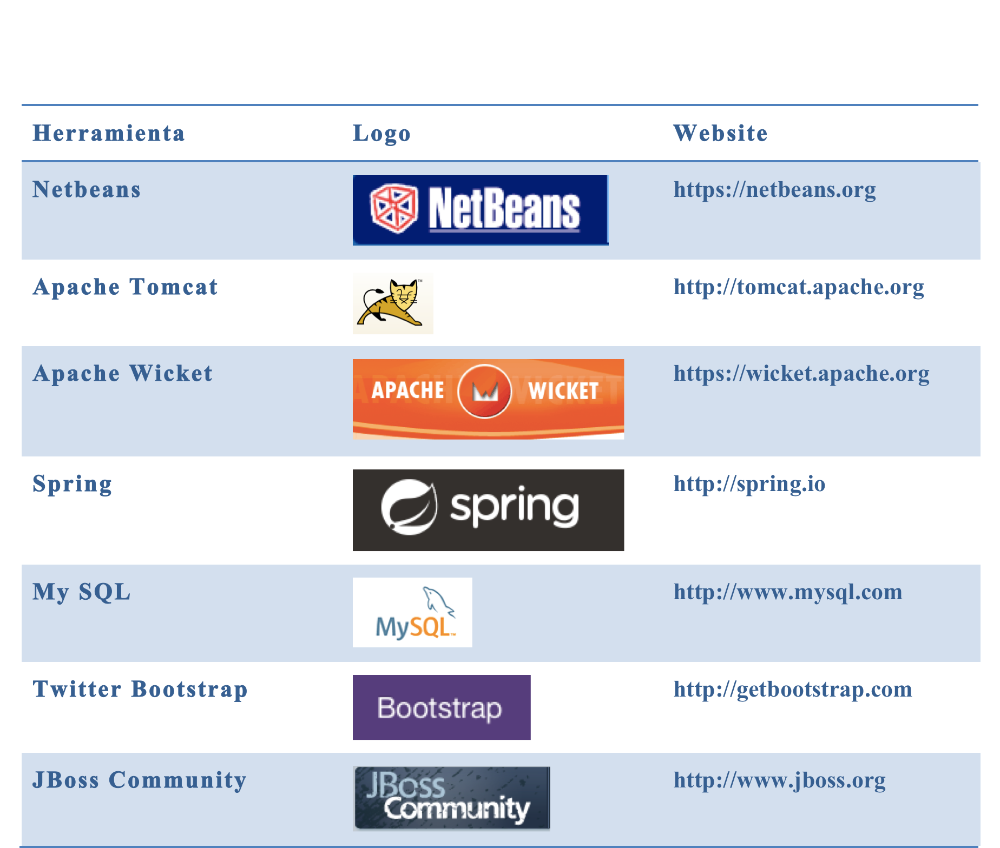 Herramienta Logo Website
Netbeans NetBeans https://netbeans.org
Apache Tomcat TM http://tomcat.apache.org
Apache Wicket APACHE WICKET https://wicket.apache.org
Spring spring http://spring.io
My SQL MySQL™ http://www.mysql.com
Twitter Bootstrap Bootstrap http://getbootstrap.com
JBoss Community JBoss http://www.jboss.org
Community